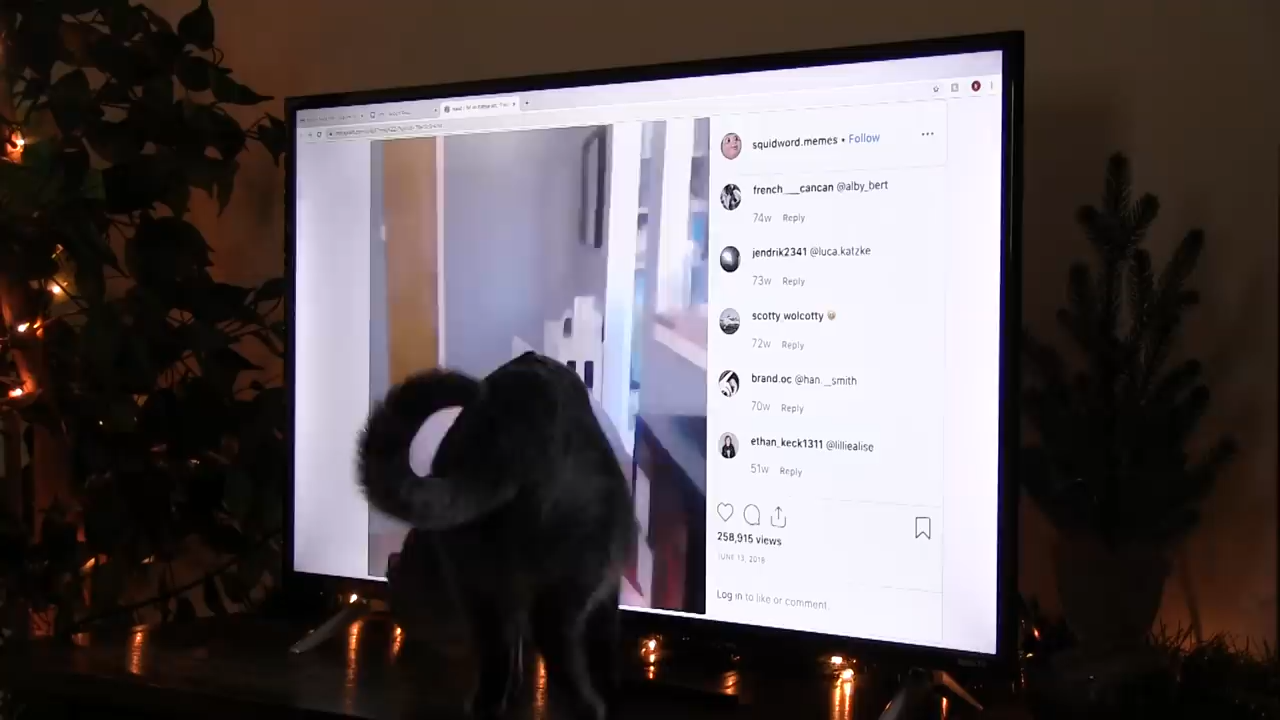 squidword.memes • Follow
french___cancan @alby_bert
74w Reply
jendrik2341 @luca.katzke
73w Reply
scotty wolcotty
72w Reply
brand.oc @han._smith
70w Reply
ethan_keck1311 @lilliealise
51w Reply
258,915 views
Log in to like or comment.